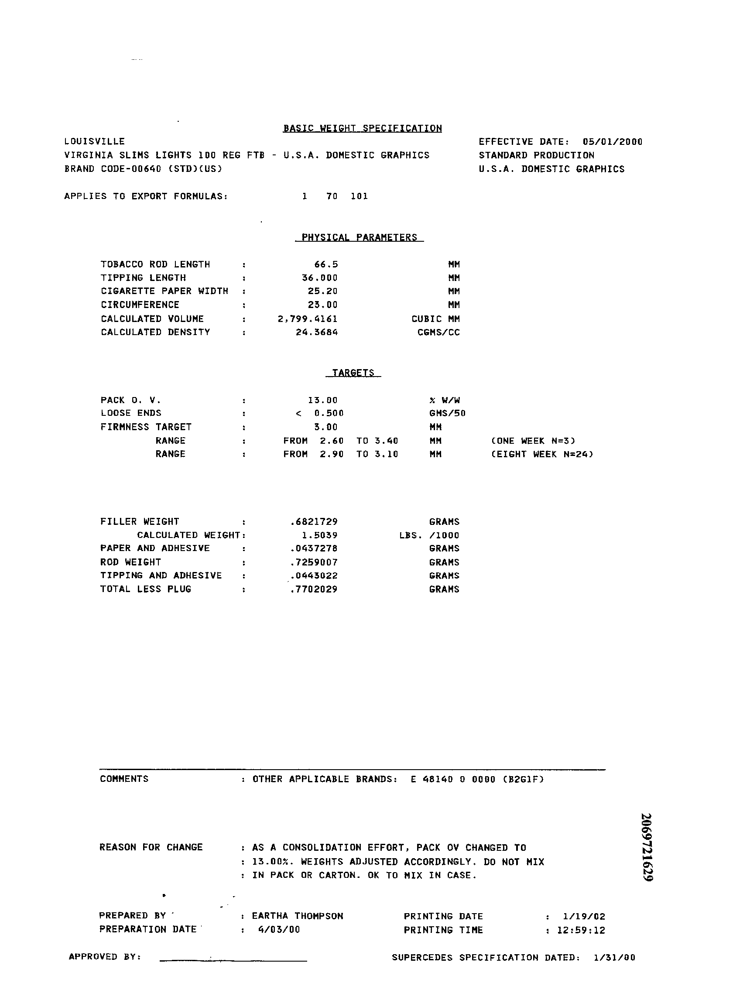 BASIC WEIGHT SPECIFICATION
LOUISVILLE EFFECTIVE DATE: 05/01/2000
VIRGINIA SLIMS LIGHTS 100 REG FTB - U.S.A. DOMESTIC GRAPHICS STANDARD PRODUCTION
BRAND CODE-00640 (STD)(US) U.S.A. DOMESTIC GRAPHICS
APPLIES TO EXPORT FORMULAS: 1 70 101
PHYSICAL PARAMETERS
TOBACCO ROD LENGTH : 66.5 MM
TIPPING LENGTH : 36.000 MM
CIGARETTE PAPER WIDTH : 25.20 MM
CIRCUMFERENCE : 23.00 MM
CALCULATED VOLUME : 2,799.4161 CUBIC MM
CALCULATED DENSITY : 24.3684 CGMS/CC
TARGETS
PACK O. V. : 13.00 % W/W
LOOSE ENDS : < 0.500 GMS/50
FIRMNESS TARGET : 3.00 MM
RANGE : FROM 2.60 TO 3.40 MM (ONE WEEK N=3)
RANGE : FROM 2.90 TO 3.10 MM (EIGHT WEEK N=24)
FILLER WEIGHT : .6821729 GRAMS
CALCULATED WEIGHT: 1.5039 LBS. /1000
PAPER AND ADHESIVE : .0437278 GRAMS
ROD WEIGHT : .7259007 GRAMS
TIPPING AND ADHESIVE : .0443022 GRAMS
TOTAL LESS PLUG : .7702029 GRAMS
COMMENTS : OTHER APPLICABLE BRANDS: E 4814D 0 0000 (B2G1F)
REASON FOR CHANGE : AS A CONSOLIDATION EFFORT, PACK OV CHANGED TO
: 13.00%. WEIGHTS ADJUSTED ACCORDINGLY. DO NOT MIX
: IN PACK OR CARTON. OK TO MIX IN CASE.
PREPARED BY : EARTHA THOMPSON PRINTING DATE : 1/19/02
PREPARATION DATE : 4/03/00 PRINTING TIME : 12:59:12
APPROVED BY: SUPERCEDES SPECIFICATION DATED: 1/31/00
2069721629